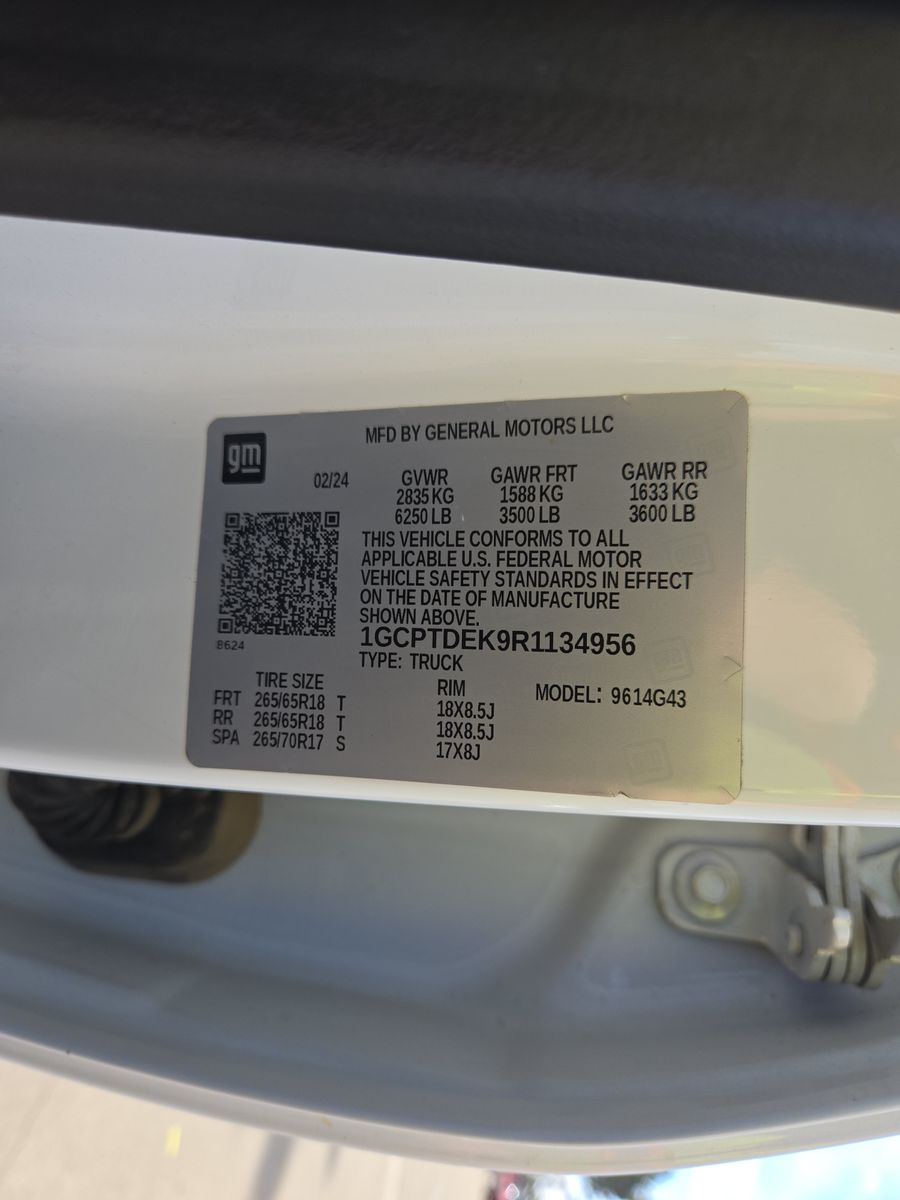 gm
MFD BY GENERAL MOTORS LLC
02/24 GVWR GAWR FRT GAWR RR
2835 KG 1588 KG 1633 KG
6250 LB 3500 LB 3600 LB
THIS VEHICLE CONFORMS TO ALL
APPLICABLE U.S. FEDERAL MOTOR
VEHICLE SAFETY STANDARDS IN EFFECT
ON THE DATE OF MANUFACTURE
SHOWN ABOVE.
8624
1GCPTDEK9R1134956
TYPE: TRUCK
TIRE SIZE RIM MODEL: 9614G43
FRT 265/65R18 T 18X8.5J
RR 265/65R18 T 18X8.5J
SPA 265/70R17 S 17X8J